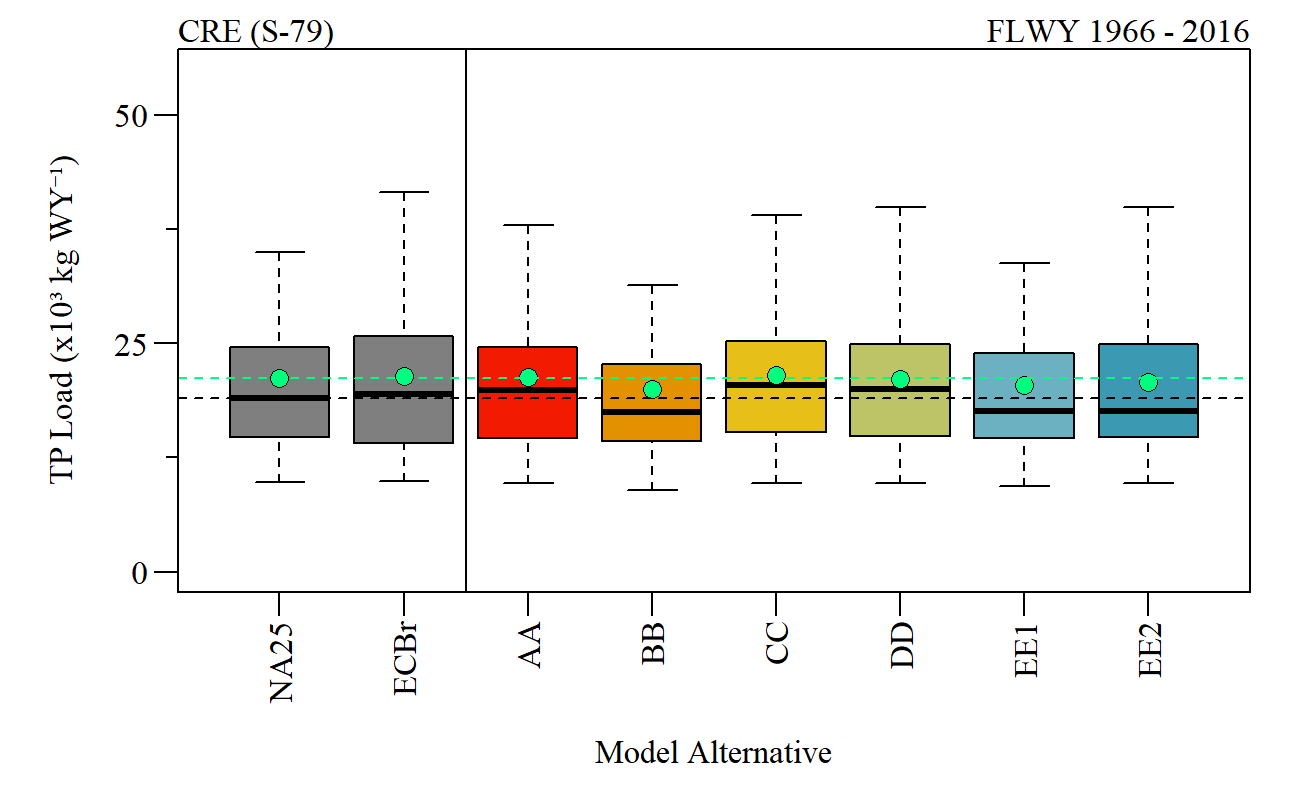 CRE (S-79)
FLWY 1966 - 2016
TP Load (x10³ kg WY⁻¹)
50
25
0
NA25
ECBr
AA
BB
CC
DD
EE1
EE2
Model Alternative